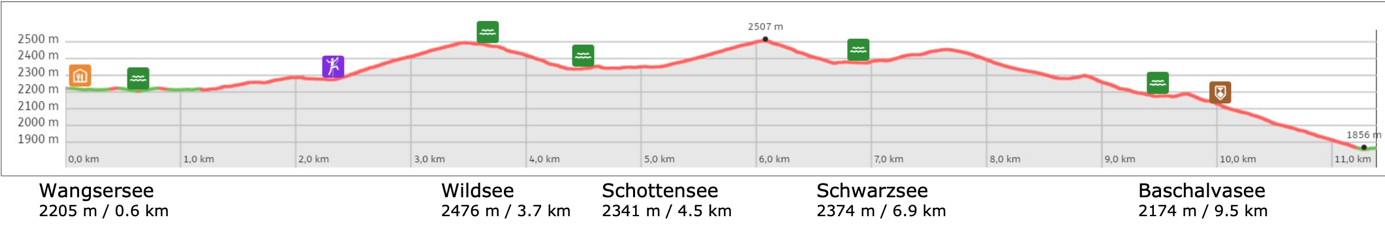 2507 m
2500 m
2400 m
2300 m
2200 m
2100 m
2000 m
1900 m
1856 m
0,0 km 1,0 km 2,0 km 3,0 km 4,0 km 5,0 km 6,0 km 7,0 km 8,0 km 9,0 km 10,0 km 11,0 km
Wangsersee Wildsee Schottensee Schwarzsee Baschalvasee
2205 m / 0.6 km 2476 m / 3.7 km 2341 m / 4.5 km 2374 m / 6.9 km 2174 m / 9.5 km